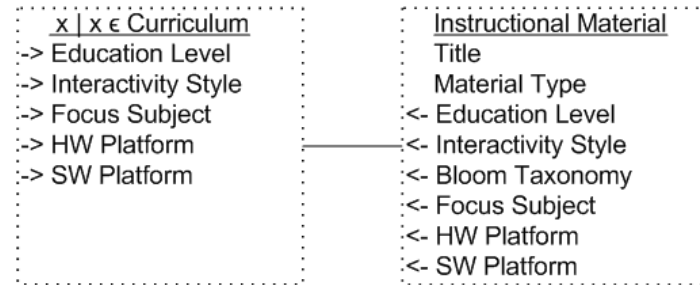 x | x ϵ Curriculum
-> Education Level
-> Interactivity Style
-> Focus Subject
-> HW Platform
-> SW Platform
Instructional Material
Title
Material Type
<- Education Level
<- Interactivity Style
<- Bloom Taxonomy
<- Focus Subject
<- HW Platform
<- SW Platform